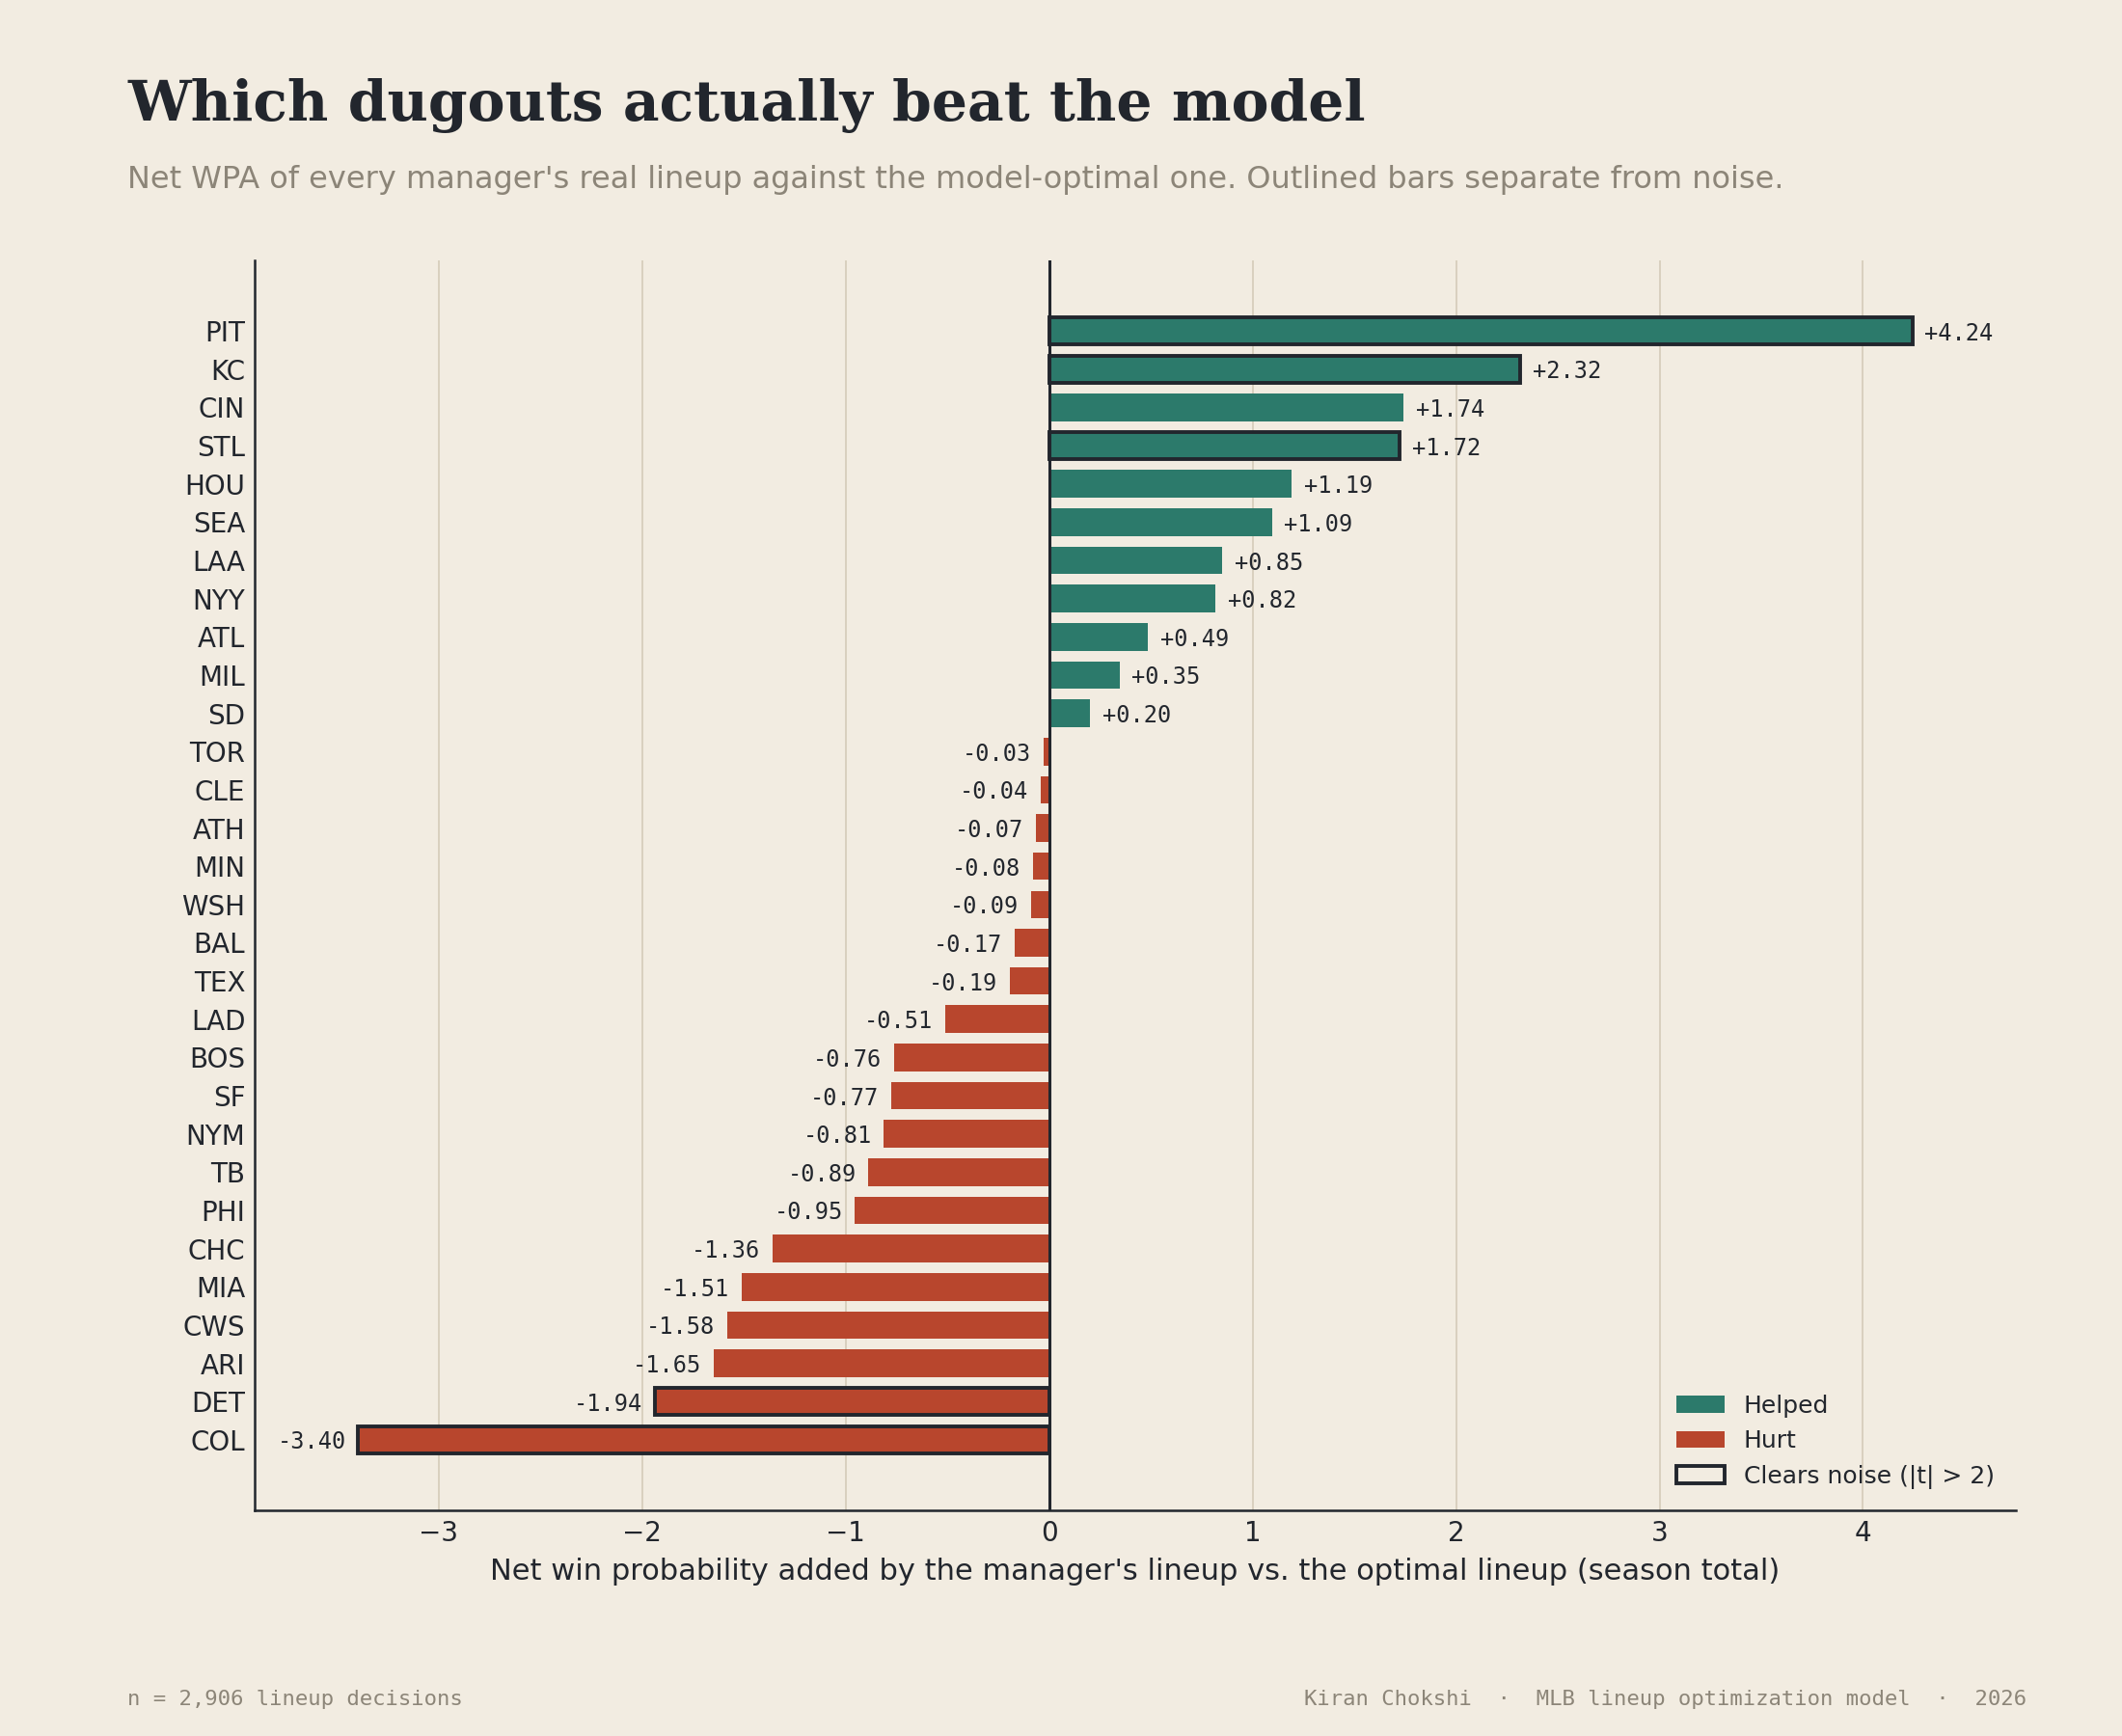 Which dugouts actually beat the model
Net WPA of every manager's real lineup against the model-optimal one. Outlined bars separate from noise.
PIT +4.24
KC +2.32
CIN +1.74
STL +1.72
HOU +1.19
SEA +1.09
LAA +0.85
NYY +0.82
ATL +0.49
MIL +0.35
SD +0.20
TOR -0.03
CLE -0.04
ATH -0.07
MIN -0.08
WSH -0.09
BAL -0.17
TEX -0.19
LAD -0.51
BOS -0.76
SF -0.77
NYM -0.81
TB -0.89
PHI -0.95
CHC -1.36
MIA -1.51
CWS -1.58
ARI -1.65
DET -1.94
COL -3.40
Helped
Hurt
Clears noise (|t| > 2)
−3 −2 −1 0 1 2 3 4
Net win probability added by the manager's lineup vs. the optimal lineup (season total)
n = 2,906 lineup decisions
Kiran Chokshi · MLB lineup optimization model · 2026